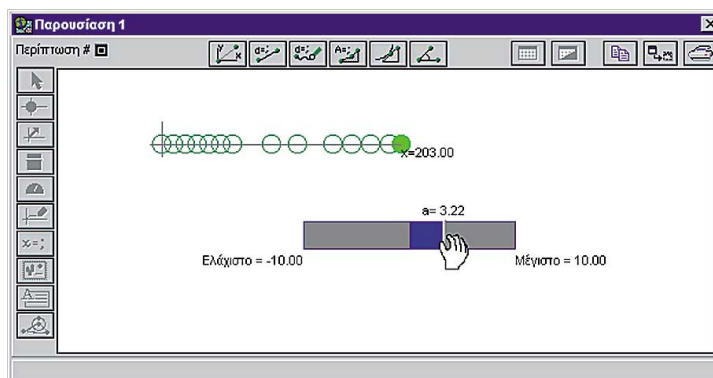 Παρουσίαση 1
Περίπτωση #
x=203.00
a= 3.22
Ελάχιστο = -10.00
Μέγιστο = 10.00